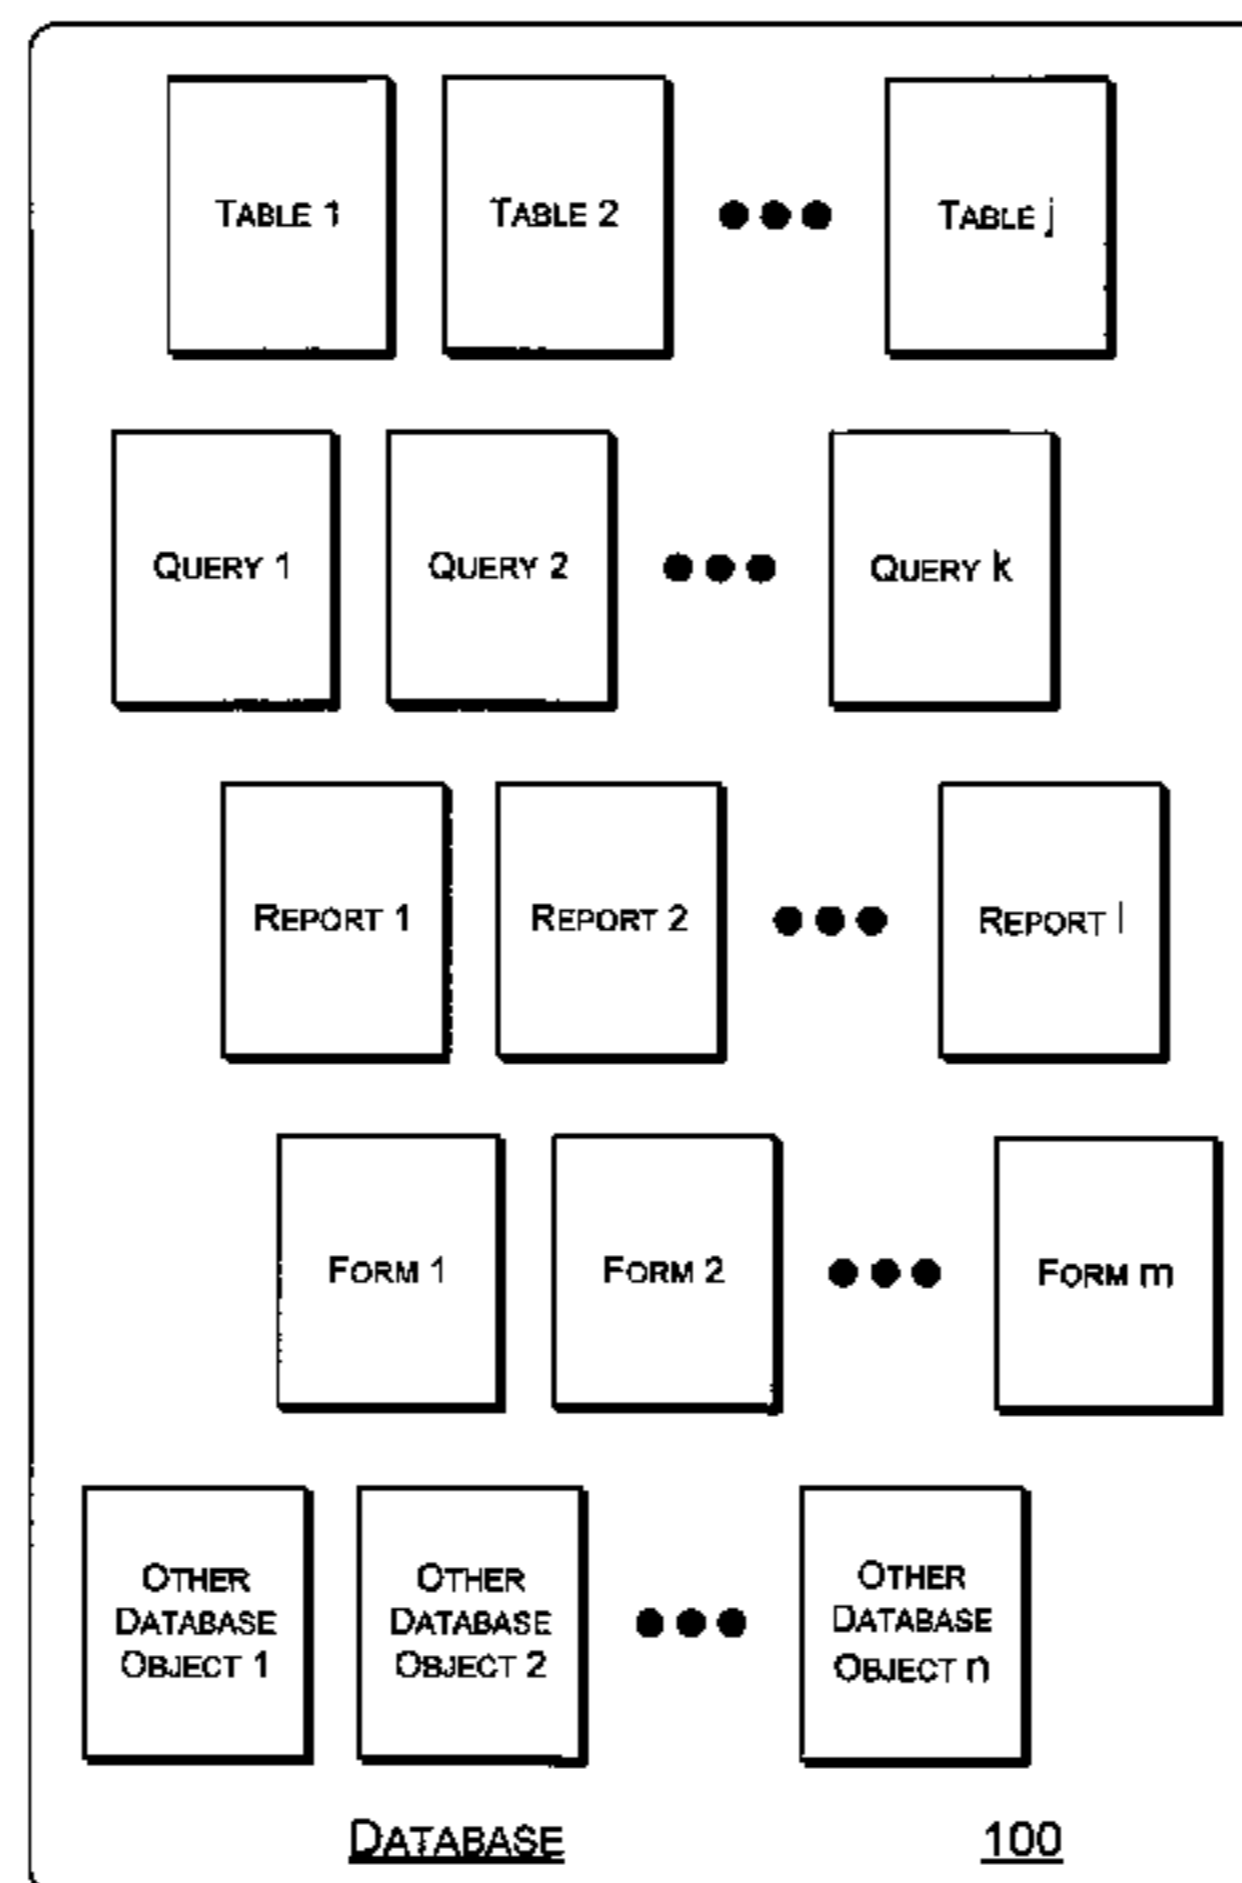 TABLE 1 TABLE 2 TABLE j
QUERY 1 QUERY 2 QUERY k
REPORT 1 REPORT 2 REPORT l
FORM 1 FORM 2 FORM m
OTHER DATABASE OBJECT 1
OTHER DATABASE OBJECT 2
OTHER DATABASE OBJECT n
DATABASE 100